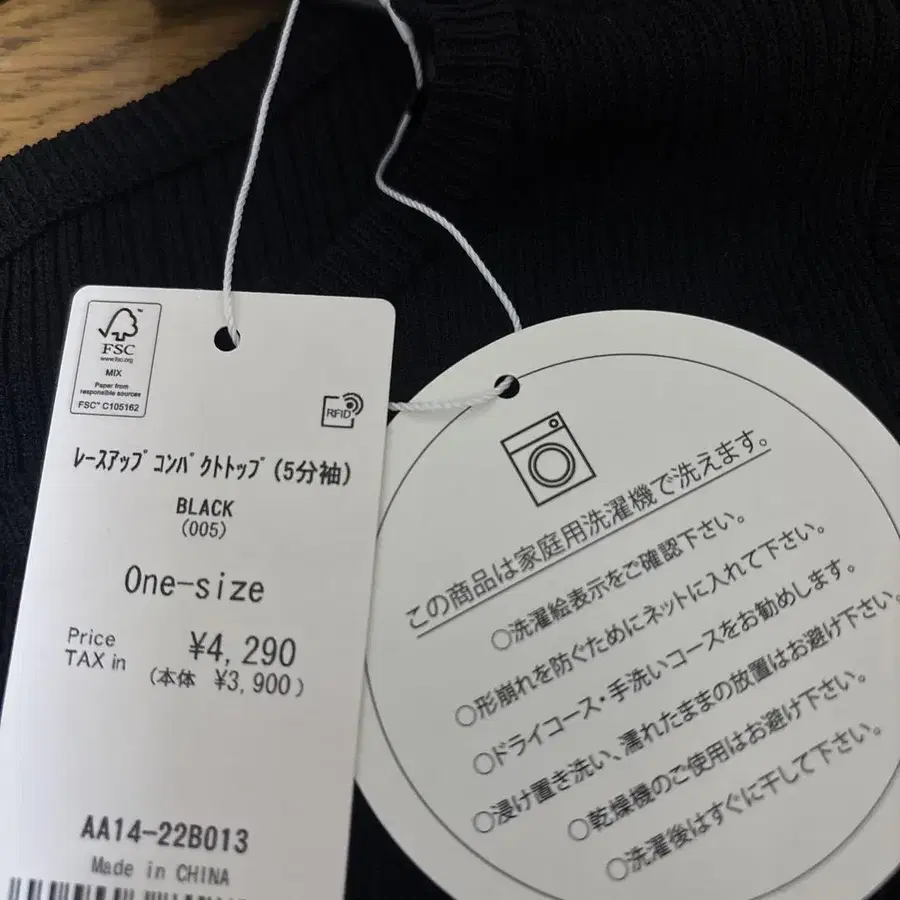 FSC
www.fsc.org
MIX
Paper from
responsible sources
FSC™ C105162
RFID
ﾚｰｽｱｯﾌﾟ ｺﾝﾊﾟｸﾄﾄｯﾌﾟ(5分袖)
BLACK
(005)
One-size
Price
TAX in
¥4,290
(本体 ¥3,900)
AA14-22B013
Made in CHINA
この商品は家庭用洗濯機で洗えます。
○洗濯絵表示をご確認下さい。
○形崩れを防ぐためにネットに入れて下さい。
○ドライコース・手洗いコースをお勧めします。
○浸け置き洗い、濡れたままの放置はお避け下さい。
○乾燥機のご使用はお避け下さい。
○洗濯後はすぐに干して下さい。